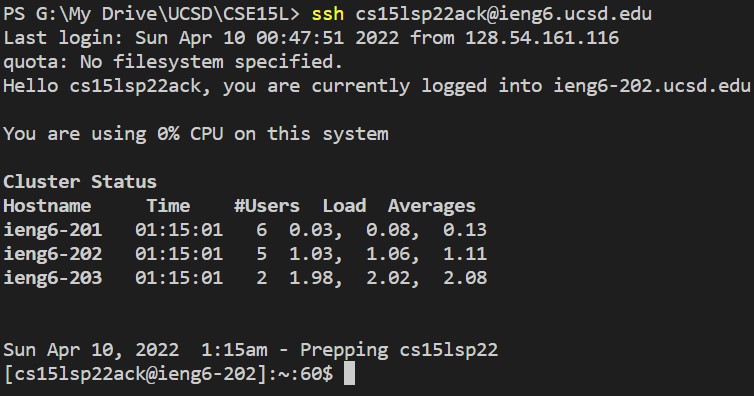 PS G:\My Drive\UCSD\CSE15L> ssh cs15lsp22ack@ieng6.ucsd.edu
Last login: Sun Apr 10 00:47:51 2022 from 128.54.161.116
quota: No filesystem specified.
Hello cs15lsp22ack, you are currently logged into ieng6-202.ucsd.edu
You are using 0% CPU on this system
Cluster Status
Hostname     Time    #Users  Load  Averages
ieng6-201   01:15:01   6  0.03,  0.08,  0.13
ieng6-202   01:15:01   5  1.03,  1.06,  1.11
ieng6-203   01:15:01   2  1.98,  2.02,  2.08
Sun Apr 10, 2022  1:15am - Prepping cs15lsp22
[cs15lsp22ack@ieng6-202]:~:60$